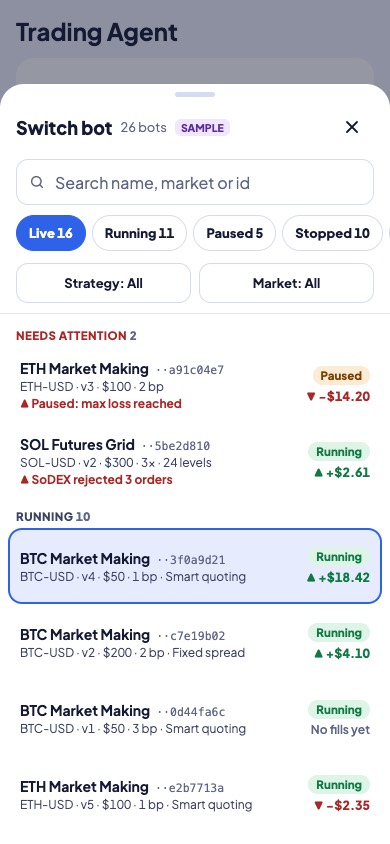 Trading Agent
Switch bot 26 bots SAMPLE
Search name, market or id
Live 16 Running 11 Paused 5 Stopped 10
Strategy: All Market: All
NEEDS ATTENTION 2
ETH Market Making ··a91c04e7 Paused
ETH-USD · v3 · $100 · 2 bp ▼ −$14.20
▲ Paused: max loss reached
SOL Futures Grid ··5be2d810 Running
SOL-USD · v2 · $300 · 3× · 24 levels ▲ +$2.61
▲ SoDEX rejected 3 orders
RUNNING 10
BTC Market Making ··3f0a9d21 Running
BTC-USD · v4 · $50 · 1 bp · Smart quoting ▲ +$18.42
BTC Market Making ··c7e19b02 Running
BTC-USD · v2 · $200 · 2 bp · Fixed spread ▲ +$4.10
BTC Market Making ··0d44fa6c Running
BTC-USD · v1 · $50 · 3 bp · Smart quoting No fills yet
ETH Market Making ··e2b7713a Running
ETH-USD · v5 · $100 · 1 bp · Smart quoting ▼ −$2.35